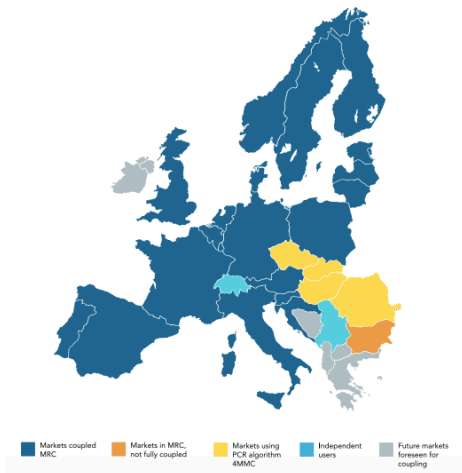 Markets coupled
MRC
Markets in MRC,
not fully coupled
Markets using
PCR algorithm
4MMC
Independent
users
Future markets
foreseen for
coupling